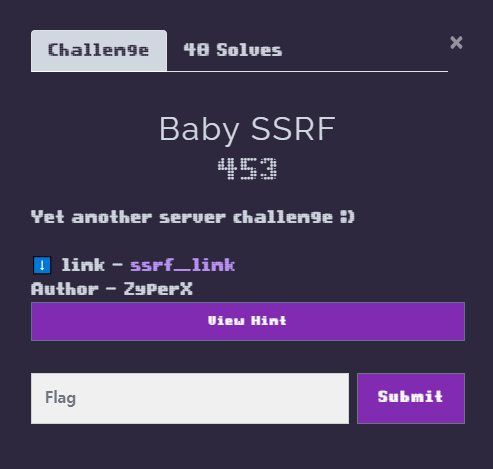 Challenge 40 Solves ×
Baby SSRF
453
Yet another server challenge :)
⬇️ link - ssrf_link
Author - ZyPerX
View Hint
Flag Submit